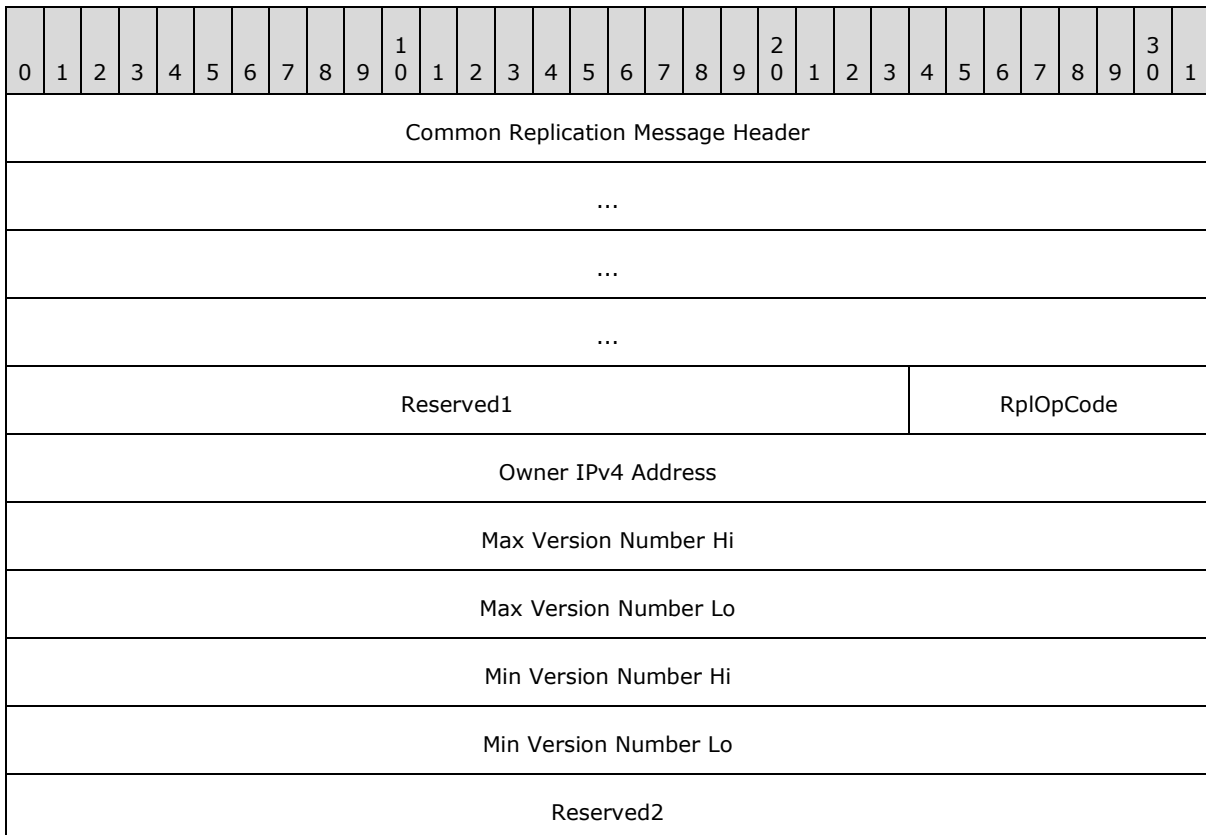 1 2 3
0 1 2 3 4 5 6 7 8 9 0 1 2 3 4 5 6 7 8 9 0 1 2 3 4 5 6 7 8 9 0 1
Common Replication Message Header
...
...
...
Reserved1 RplOpCode
Owner IPv4 Address
Max Version Number Hi
Max Version Number Lo
Min Version Number Hi
Min Version Number Lo
Reserved2